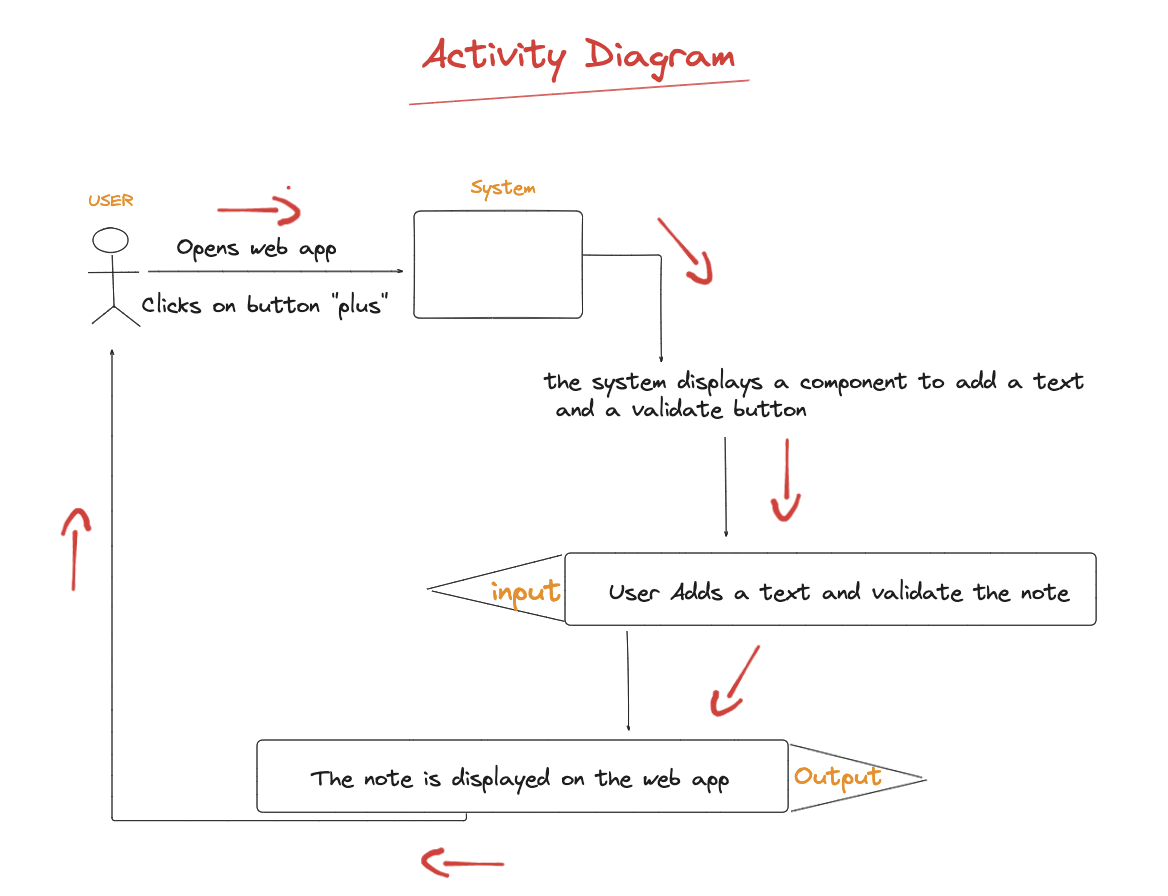 Activity Diagram
USER
System
Opens web app
Clicks on button "plus"
the system displays a component to add a text
and a validate button
input
User Adds a text and validate the note
The note is displayed on the web app
Output